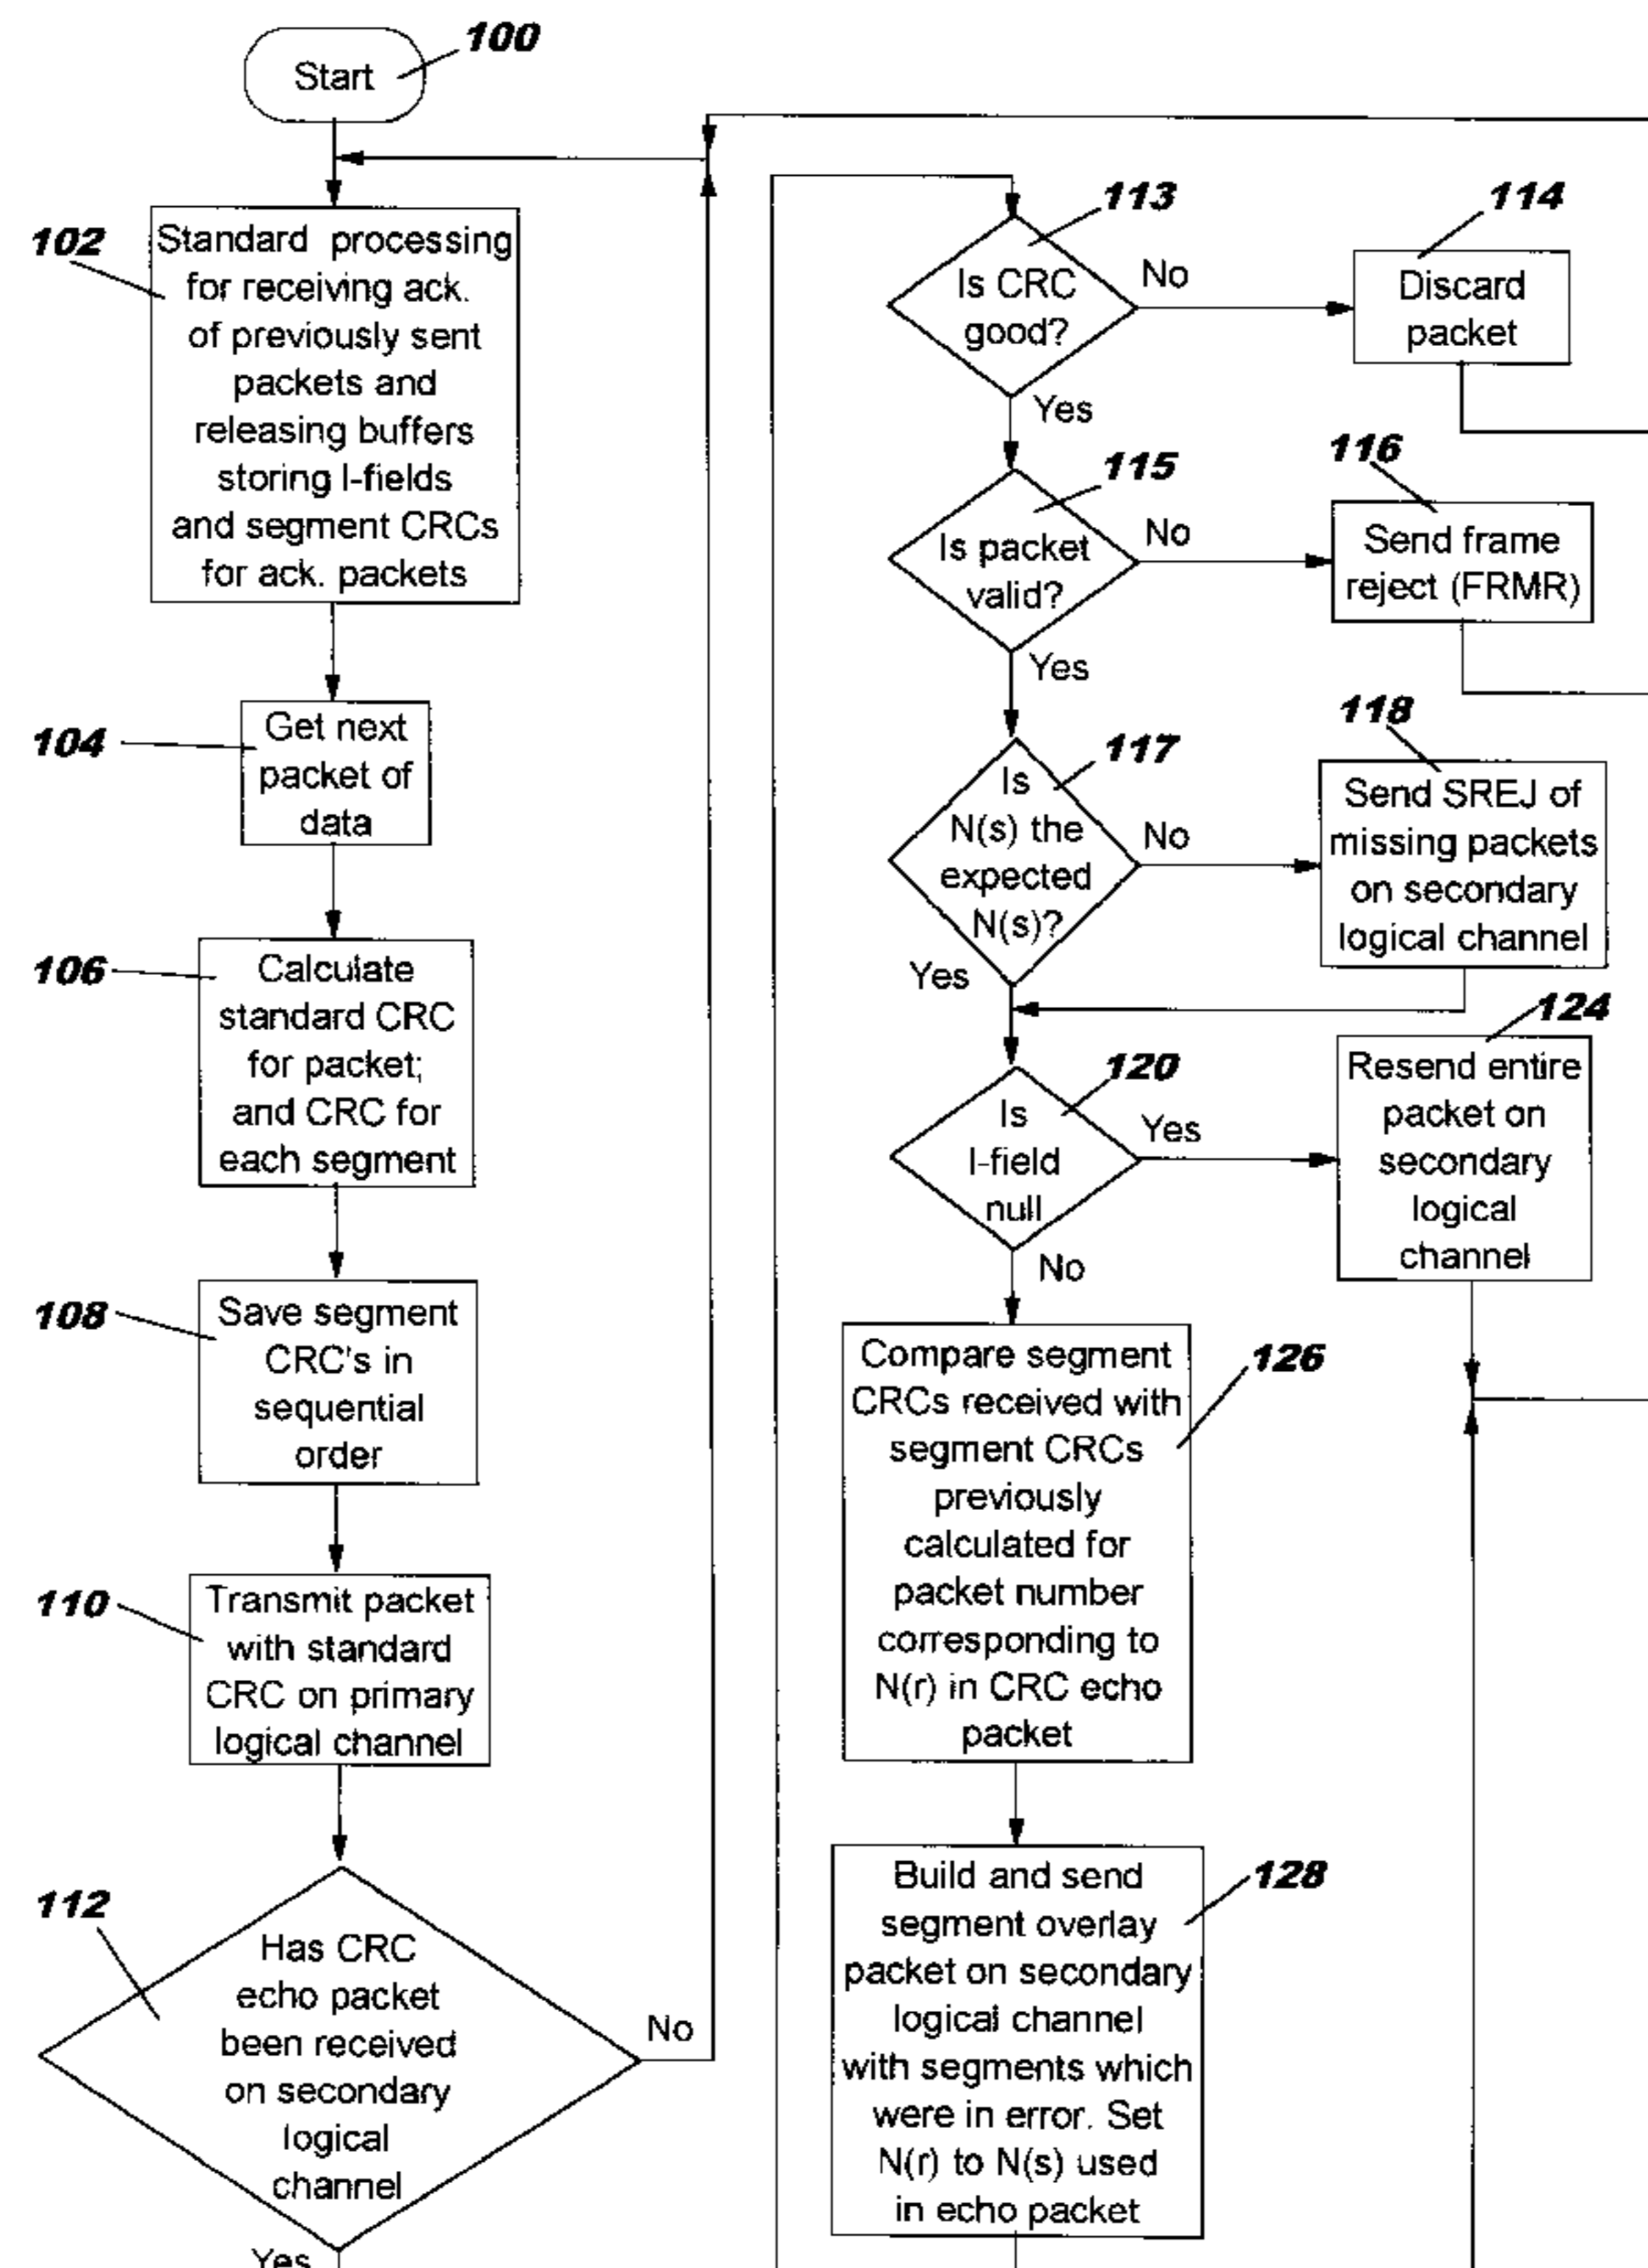 100
Start
102
Standard processing
for receiving ack.
of previously sent
packets and
releasing buffers
storing I-fields
and segment CRCs
for ack. packets
104
Get next
packet of
data
106
Calculate
standard CRC
for packet;
and CRC for
each segment
108
Save segment
CRC's in
sequential
order
110
Transmit packet
with standard
CRC on primary
logical channel
112
Has CRC
echo packet
been received
on secondary
logical
channel
No
Yes
113
Is CRC
good?
No
Yes
114
Discard
packet
115
Is packet
valid?
No
Yes
116
Send frame
reject (FRMR)
117
Is
N(s) the
expected
N(s)?
No
Yes
118
Send SREJ of
missing packets
on secondary
logical channel
120
Is
I-field
null
Yes
No
124
Resend entire
packet on
secondary
logical
channel
126
Compare segment
CRCs received with
segment CRCs
previously
calculated for
packet number
corresponding to
N(r) in CRC echo
packet
128
Build and send
segment overlay
packet on secondary
logical channel
with segments which
were in error. Set
N(r) to N(s) used
in echo packet